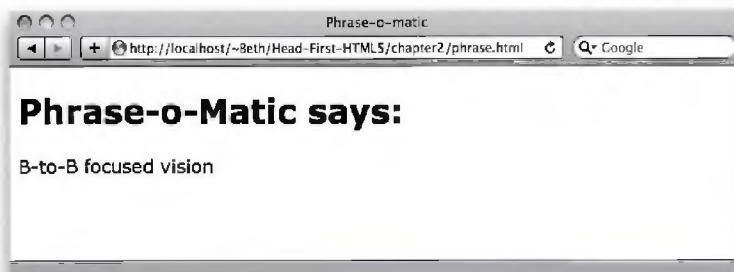 Phrase-o-matic
http://localhost/~Beth/Head-First-HTML5/chapter2/phrase.html
Google
Phrase-o-Matic says:
B-to-B focused vision